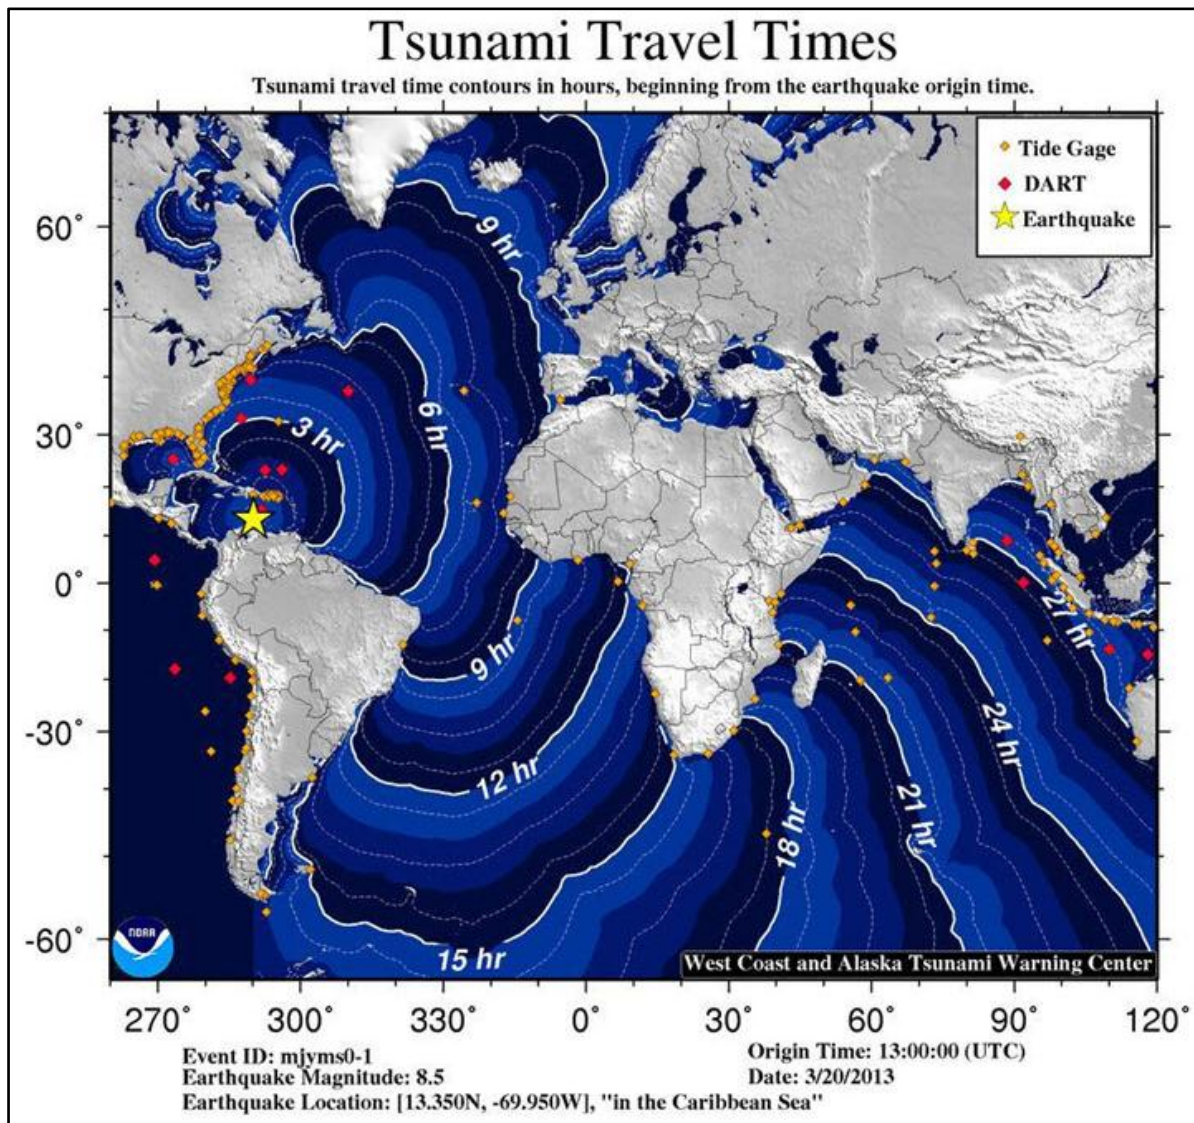 Tsunami Travel Times
Tsunami travel time contours in hours, beginning from the earthquake origin time.
Tide Gage
DART
Earthquake
60°
30°
0°
-30°
-60°
9 hr
6 hr
3 hr
9 hr
12 hr
15 hr
18 hr
21 hr
24 hr
27 hr
NOAA
West Coast and Alaska Tsunami Warning Center
270° 300° 330° 0° 30° 60° 90° 120°
Event ID: mjyms0-1
Earthquake Magnitude: 8.5
Earthquake Location: [13.350N, -69.950W], "in the Caribbean Sea"
Origin Time: 13:00:00 (UTC)
Date: 3/20/2013